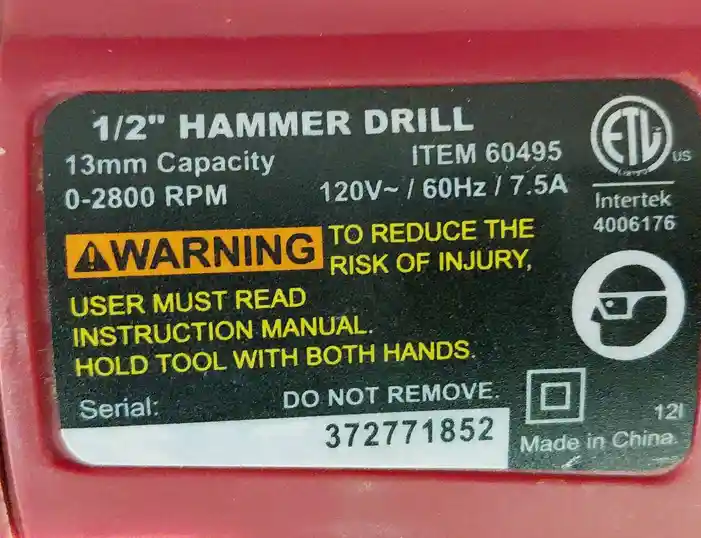 1/2" HAMMER DRILL
13mm Capacity
ITEM 60495
0-2800 RPM
120V~ / 60Hz / 7.5A
ETL
US
Intertek
4006176
WARNING TO REDUCE THE
RISK OF INJURY,
USER MUST READ
INSTRUCTION MANUAL.
HOLD TOOL WITH BOTH HANDS.
Serial:
DO NOT REMOVE.
372771852
12I
Made in China.